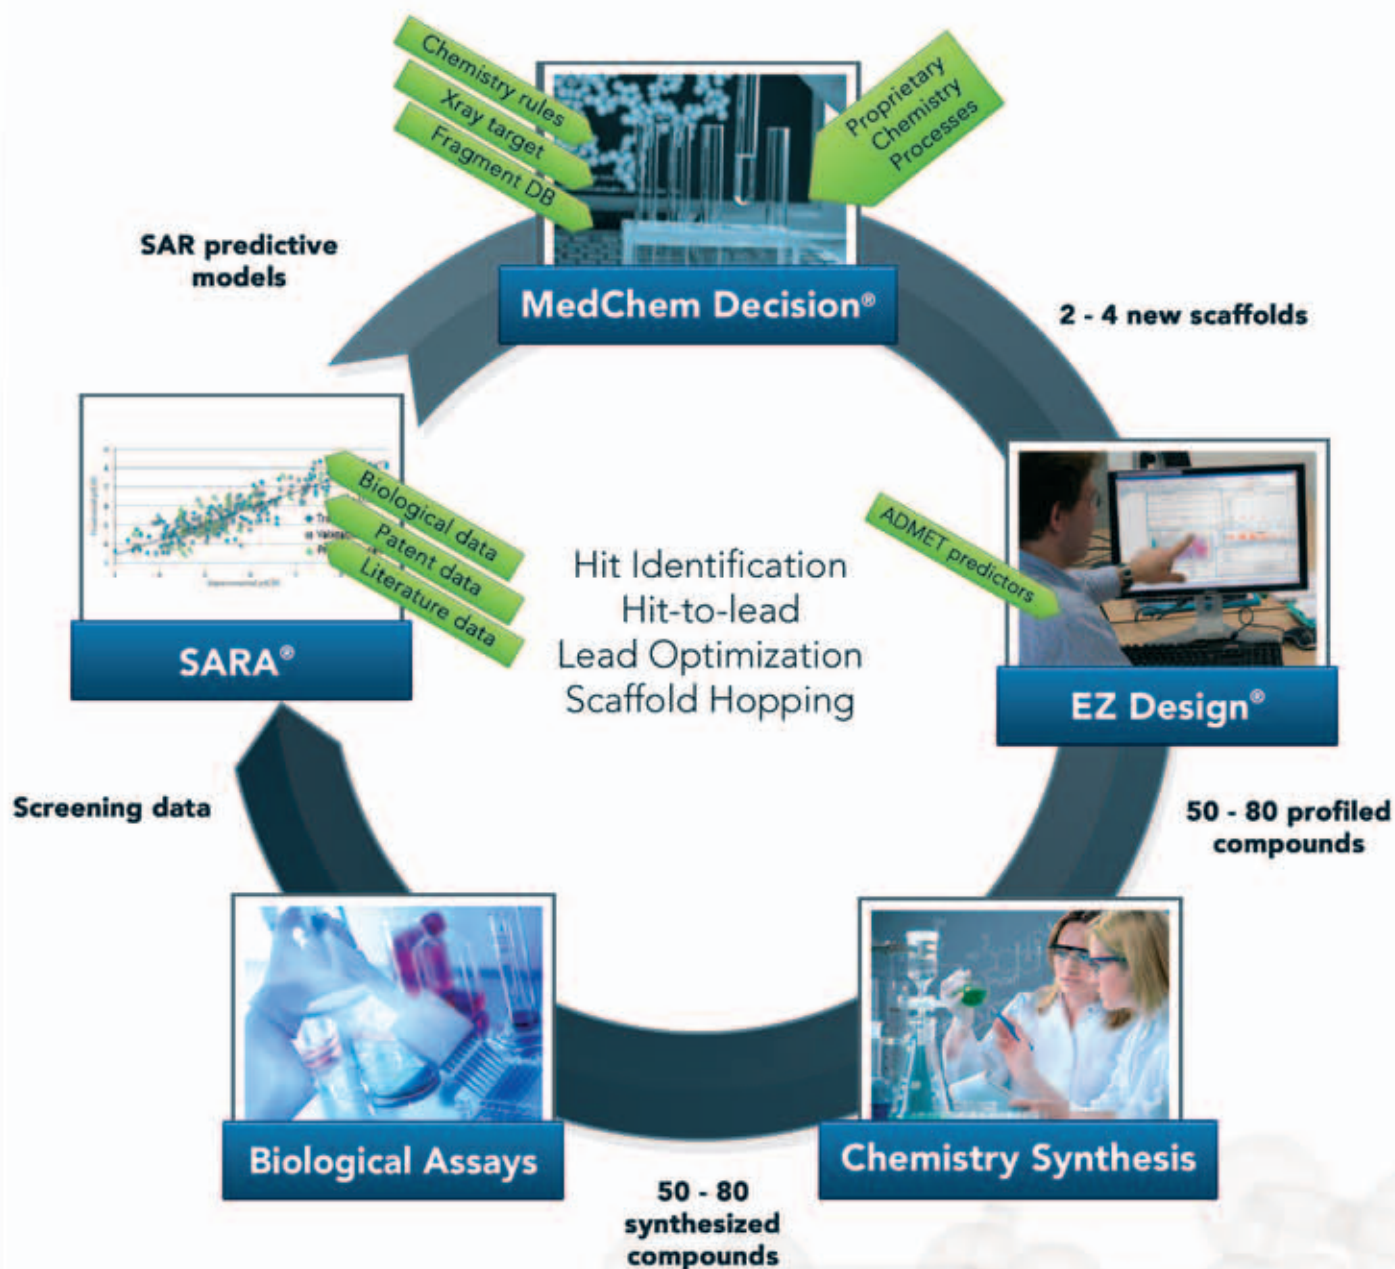 Chemistry rules
Xray target
Fragment DB
Proprietary
Chemistry
Processes
MedChem Decision®
SAR predictive
models
2 - 4 new scaffolds
Biological data
Patent data
Literature data
SARA®
Hit Identification
Hit-to-lead
Lead Optimization
Scaffold Hopping
ADMET predictors
EZ Design®
Screening data
50 - 80 profiled
compounds
Biological Assays
Chemistry Synthesis
50 - 80
synthesized
compounds